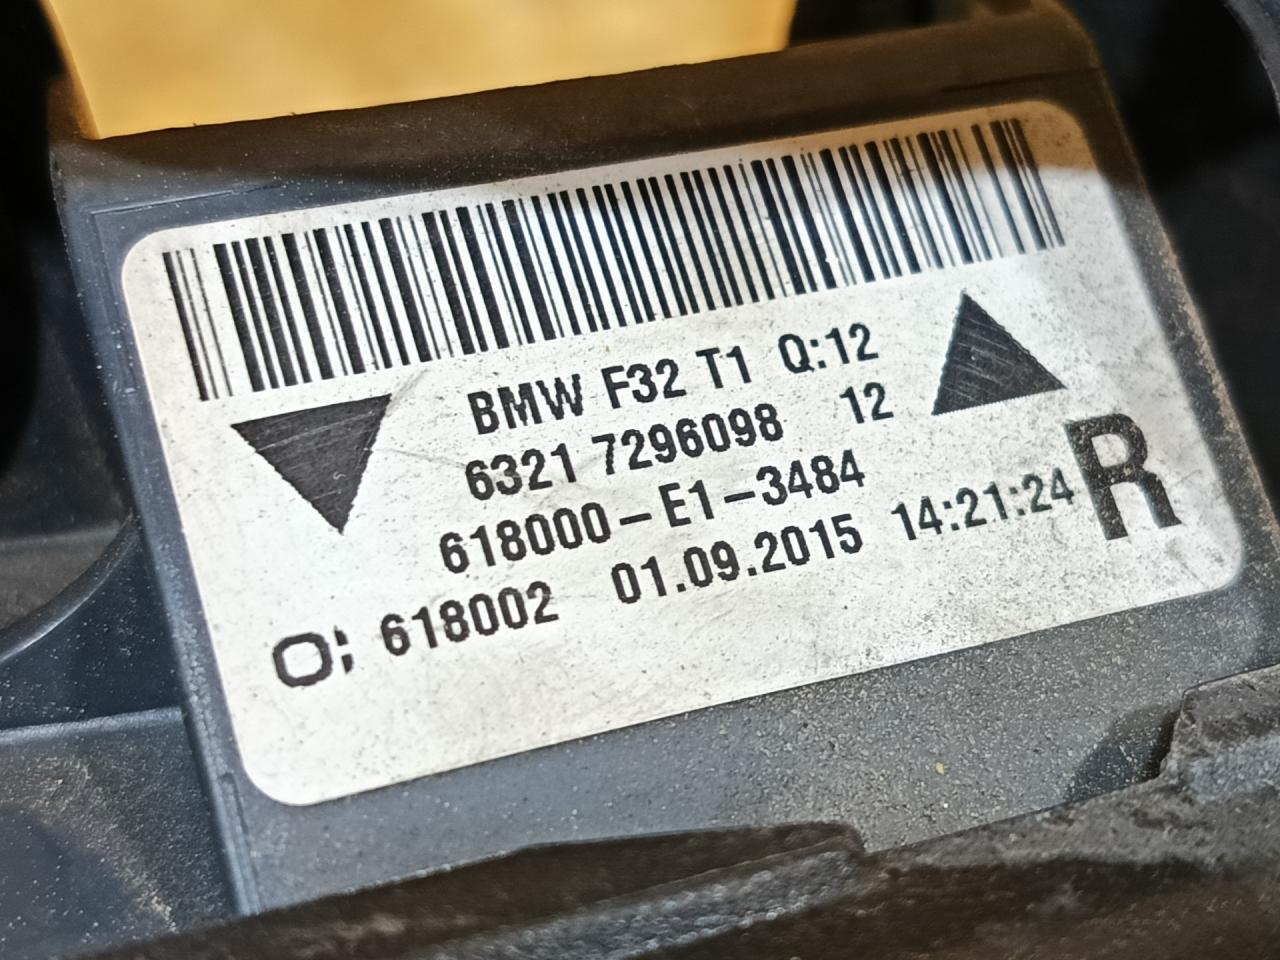 BMW F32 T1 Q:12
6321 7296098 12
618000-E1-3484
O; 618002 01.09.2015 14:21:24 R